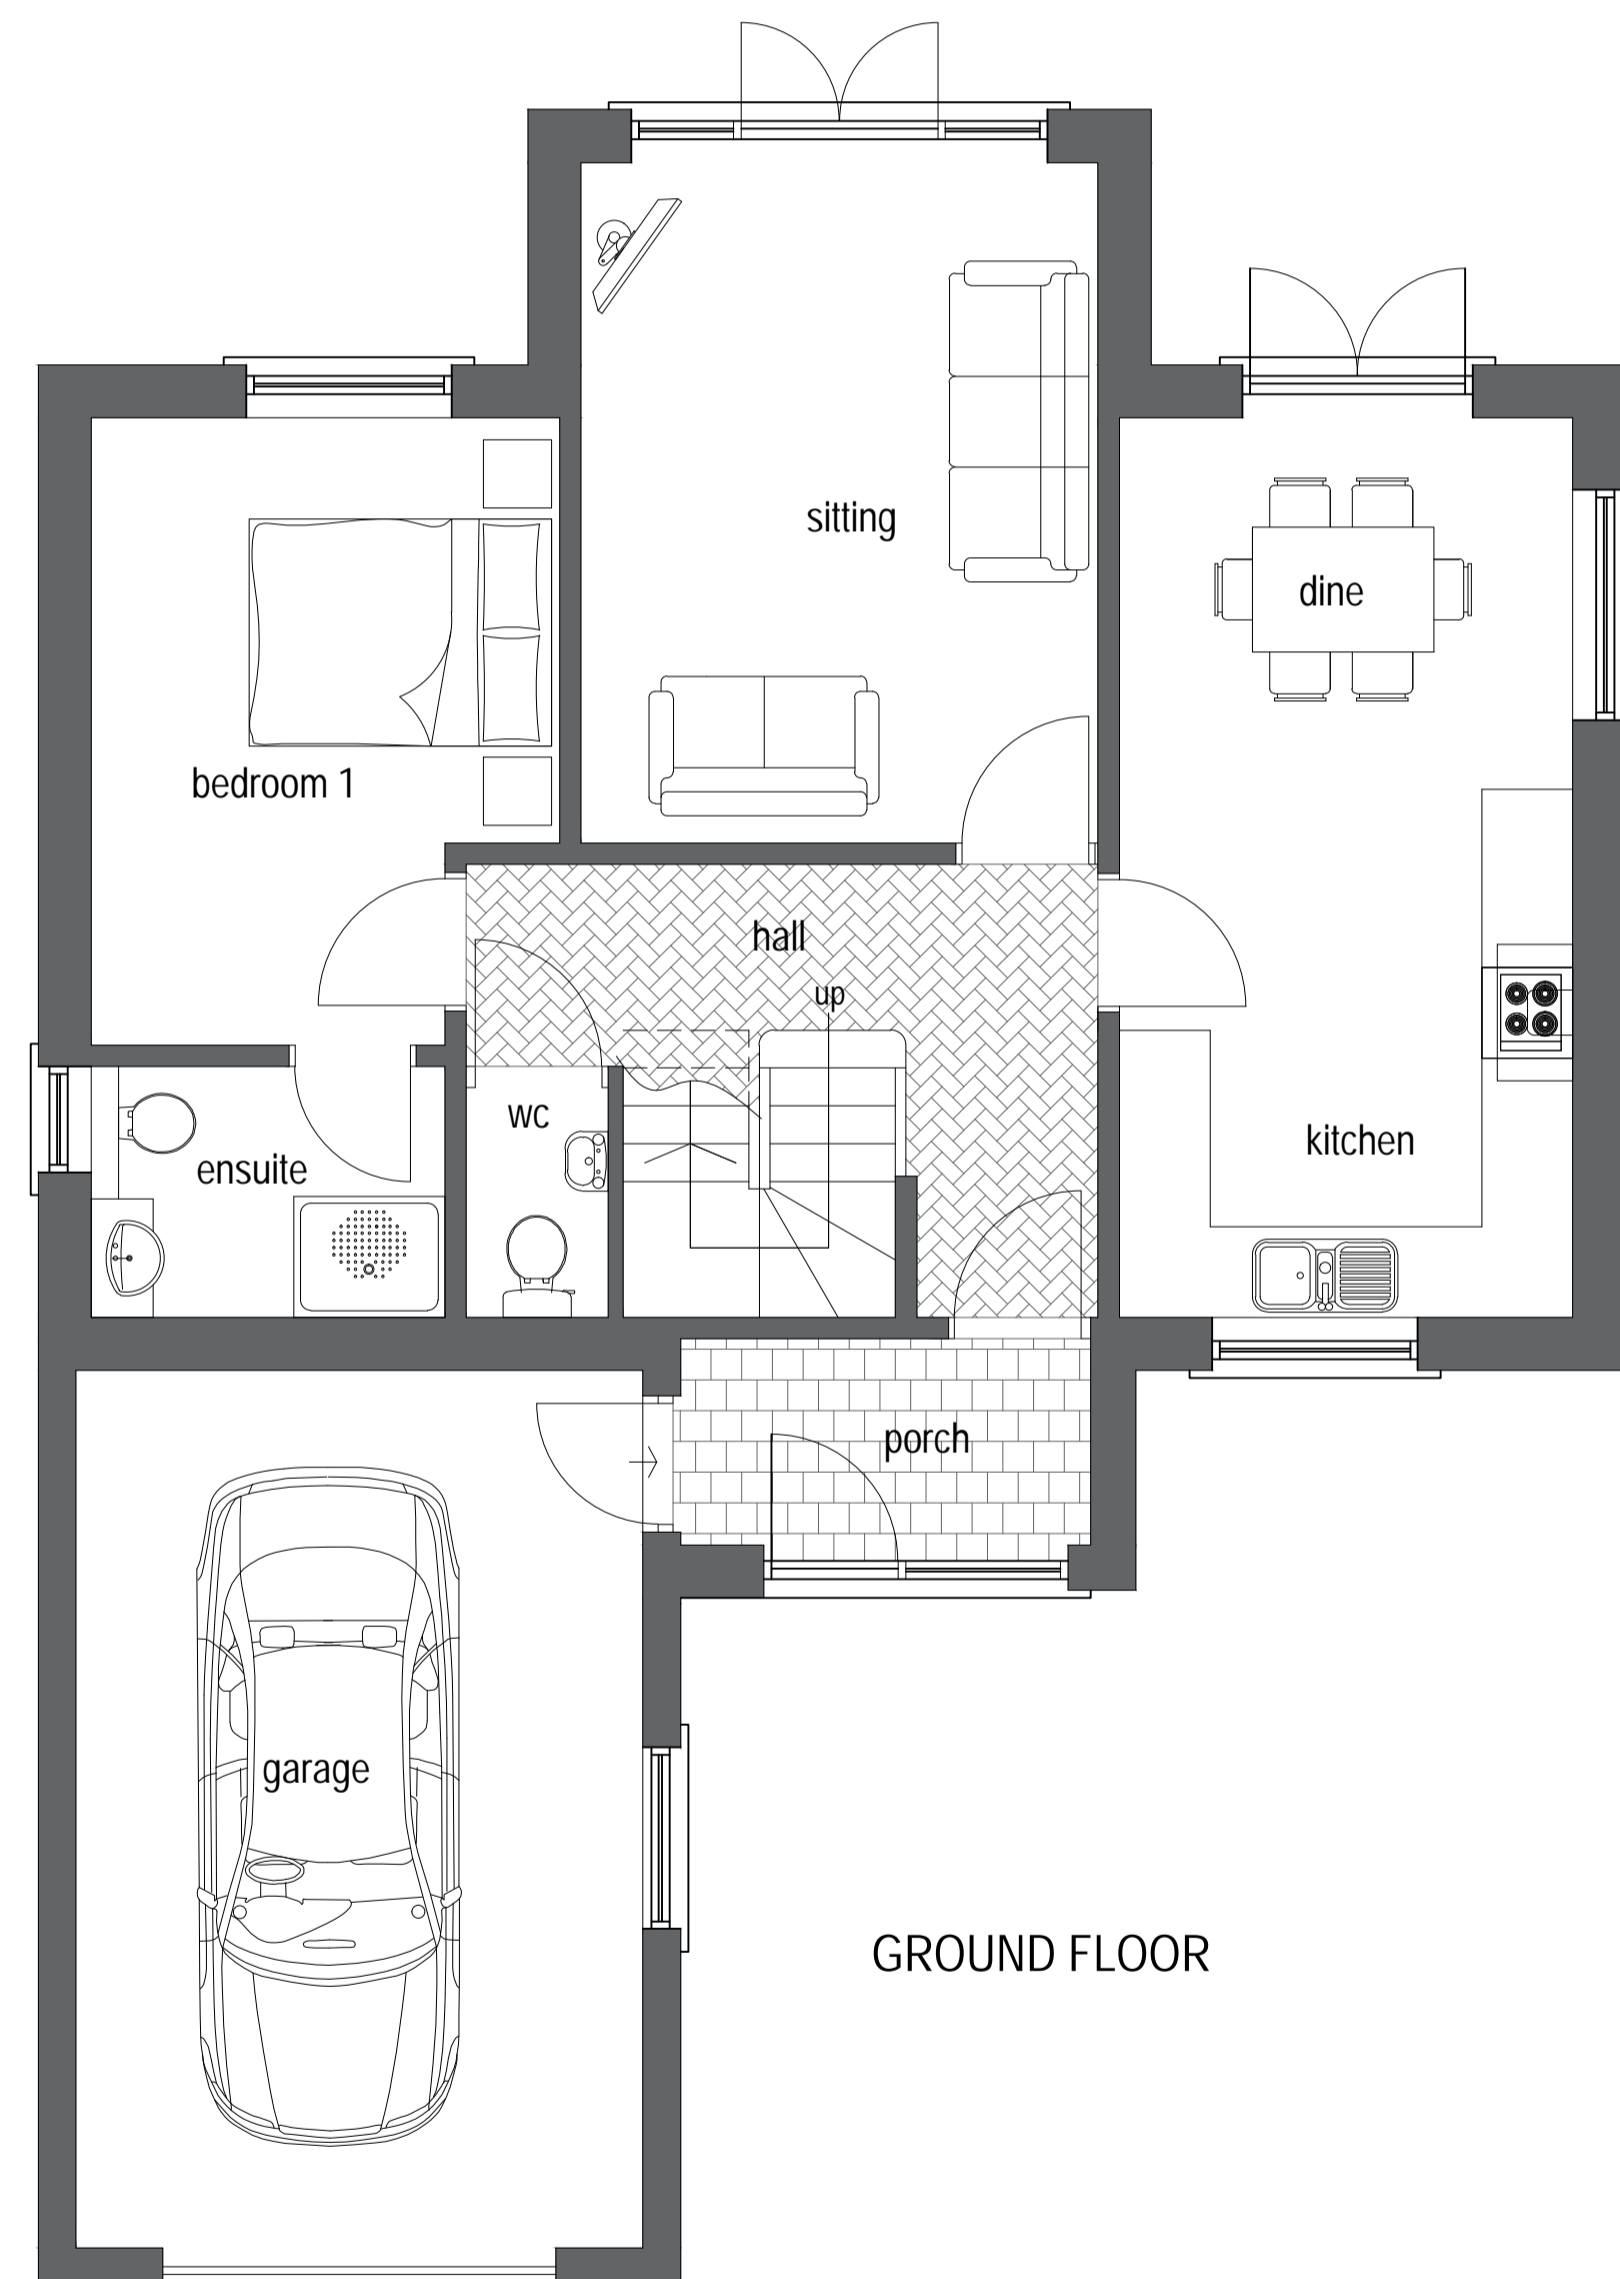 sitting
dine
bedroom 1
hall
up
wc
kitchen
ensuite
porch
garage
GROUND FLOOR